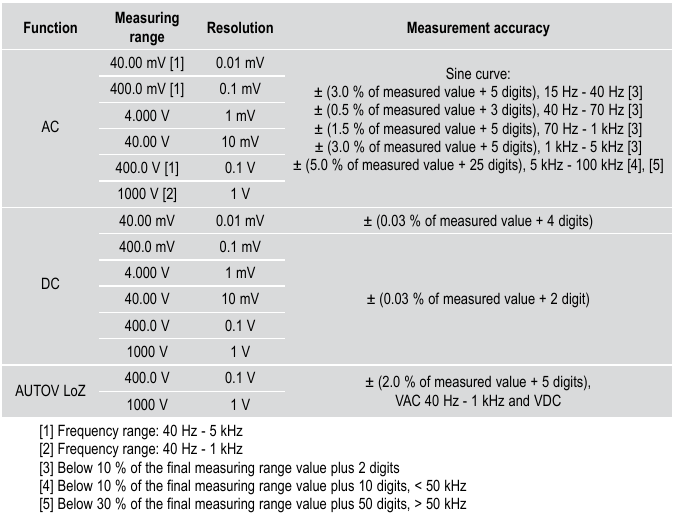 Function Measuring range Resolution Measurement accuracy
AC
40.00 mV [1] 0.01 mV
400.0 mV [1] 0.1 mV
4.000 V 1 mV
40.00 V 10 mV
400.0 V [1] 0.1 V
1000 V [2] 1 V
Sine curve:
± (3.0 % of measured value + 5 digits), 15 Hz - 40 Hz [3]
± (0.5 % of measured value + 3 digits), 40 Hz - 70 Hz [3]
± (1.5 % of measured value + 5 digits), 70 Hz - 1 kHz [3]
± (3.0 % of measured value + 5 digits), 1 kHz - 5 kHz [3]
± (5.0 % of measured value + 25 digits), 5 kHz - 100 kHz [4], [5]
DC
40.00 mV 0.01 mV ± (0.03 % of measured value + 4 digits)
400.0 mV 0.1 mV
4.000 V 1 mV
40.00 V 10 mV
400.0 V 0.1 V
1000 V 1 V
± (0.03 % of measured value + 2 digit)
AUTOV LoZ
400.0 V 0.1 V
1000 V 1 V
± (2.0 % of measured value + 5 digits),
VAC 40 Hz - 1 kHz and VDC
[1] Frequency range: 40 Hz - 5 kHz
[2] Frequency range: 40 Hz - 1 kHz
[3] Below 10 % of the final measuring range value plus 2 digits
[4] Below 10 % of the final measuring range value plus 10 digits, < 50 kHz
[5] Below 30 % of the final measuring range value plus 50 digits, > 50 kHz